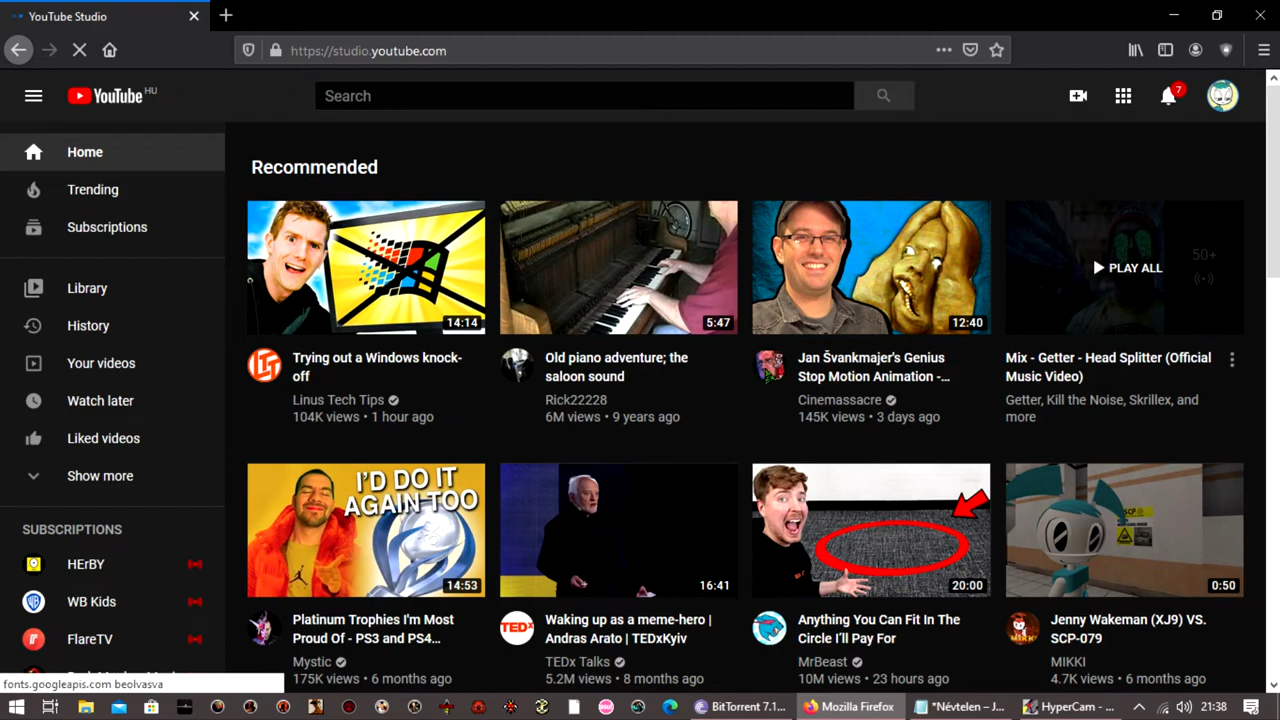 YouTube Studio
https://studio.youtube.com
YouTube HU
Search
7
Home
Trending
Subscriptions
Library
History
Your videos
Watch later
Liked videos
Show more
SUBSCRIPTIONS
HErBY
WB Kids
FlareTV
Recommended
14:14
5:47
12:40
50+
PLAY ALL
Trying out a Windows knock-
off
Linus Tech Tips
104K views • 1 hour ago
Old piano adventure; the
saloon sound
Rick22228
6M views • 9 years ago
Jan Švankmajer's Genius
Stop Motion Animation -...
Cinemassacre
145K views • 3 days ago
Mix - Getter - Head Splitter (Official
Music Video)
Getter, Kill the Noise, Skrillex, and
more
I'D DO IT
AGAIN TOO
14:53
16:41
20:00
SCP
0:50
Platinum Trophies I'm Most
Proud Of - PS3 and PS4...
Mystic
175K views • 6 months ago
TEDx
Waking up as a meme-hero |
Andras Arato | TEDxKyiv
TEDx Talks
5.2M views • 8 months ago
Anything You Can Fit In The
Circle I'll Pay For
MrBeast
10M views • 23 hours ago
Jenny Wakeman (XJ9) VS.
SCP-079
MIKKI
4.7K views • 6 months ago
fonts.googleapis.com beolvasva
BitTorrent 7.1...
Mozilla Firefox
*Névtelen – J...
HyperCam - ...
21:38